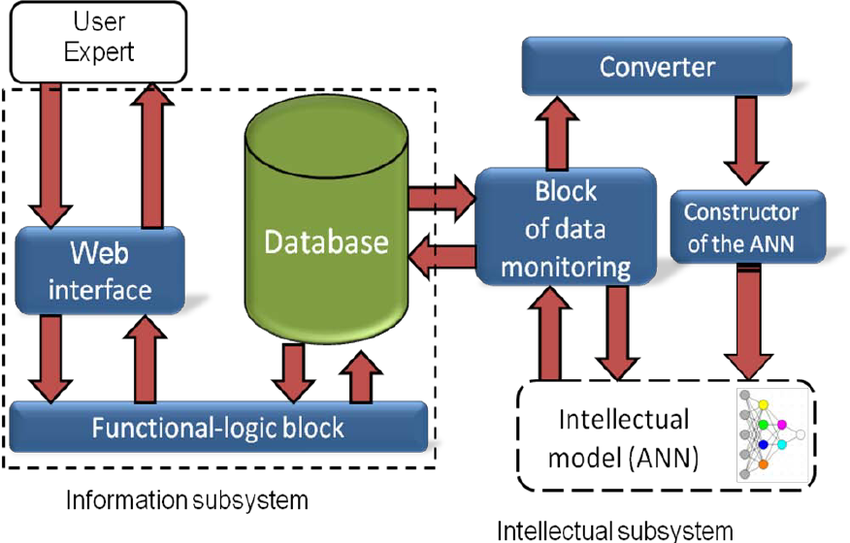 User
Expert
Converter
Block
of data
monitoring
Constructor
of the ANN
Database
Web
interface
Functional-logic block
Intellectual
model (ANN)
Information subsystem
Intellectual subsystem